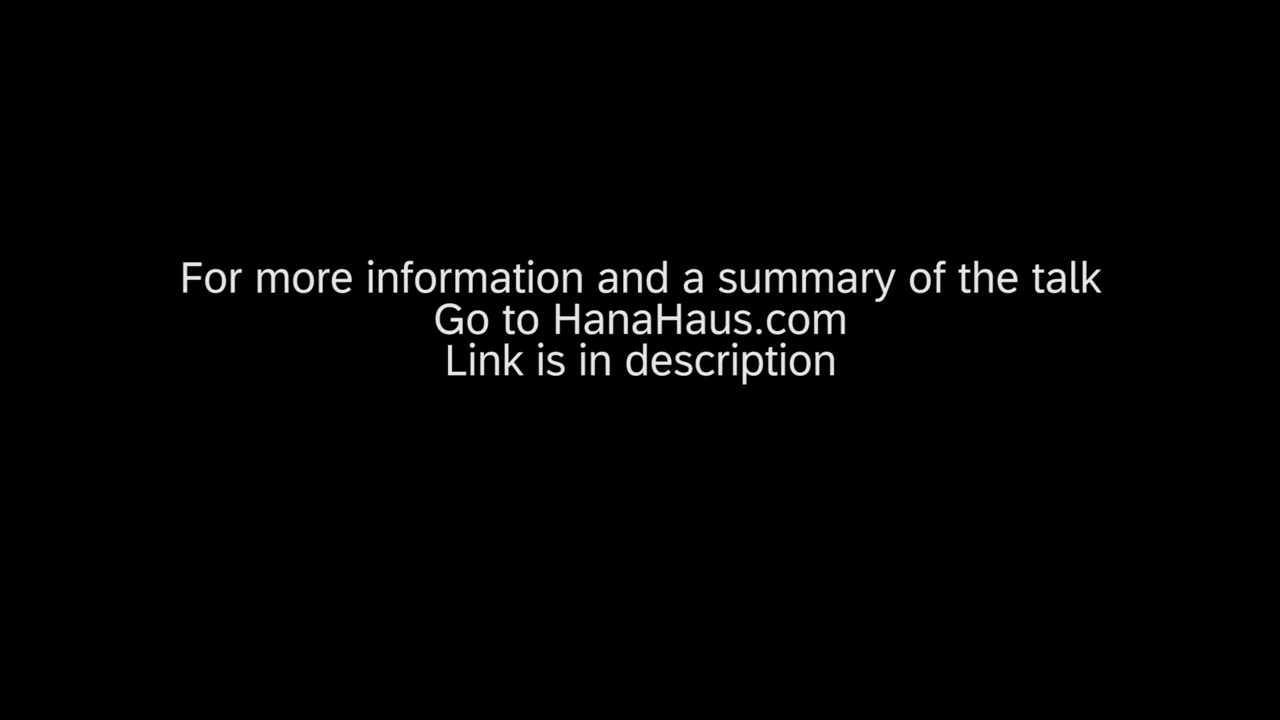 For more information and a summary of the talk
Go to HanaHaus.com
Link is in description